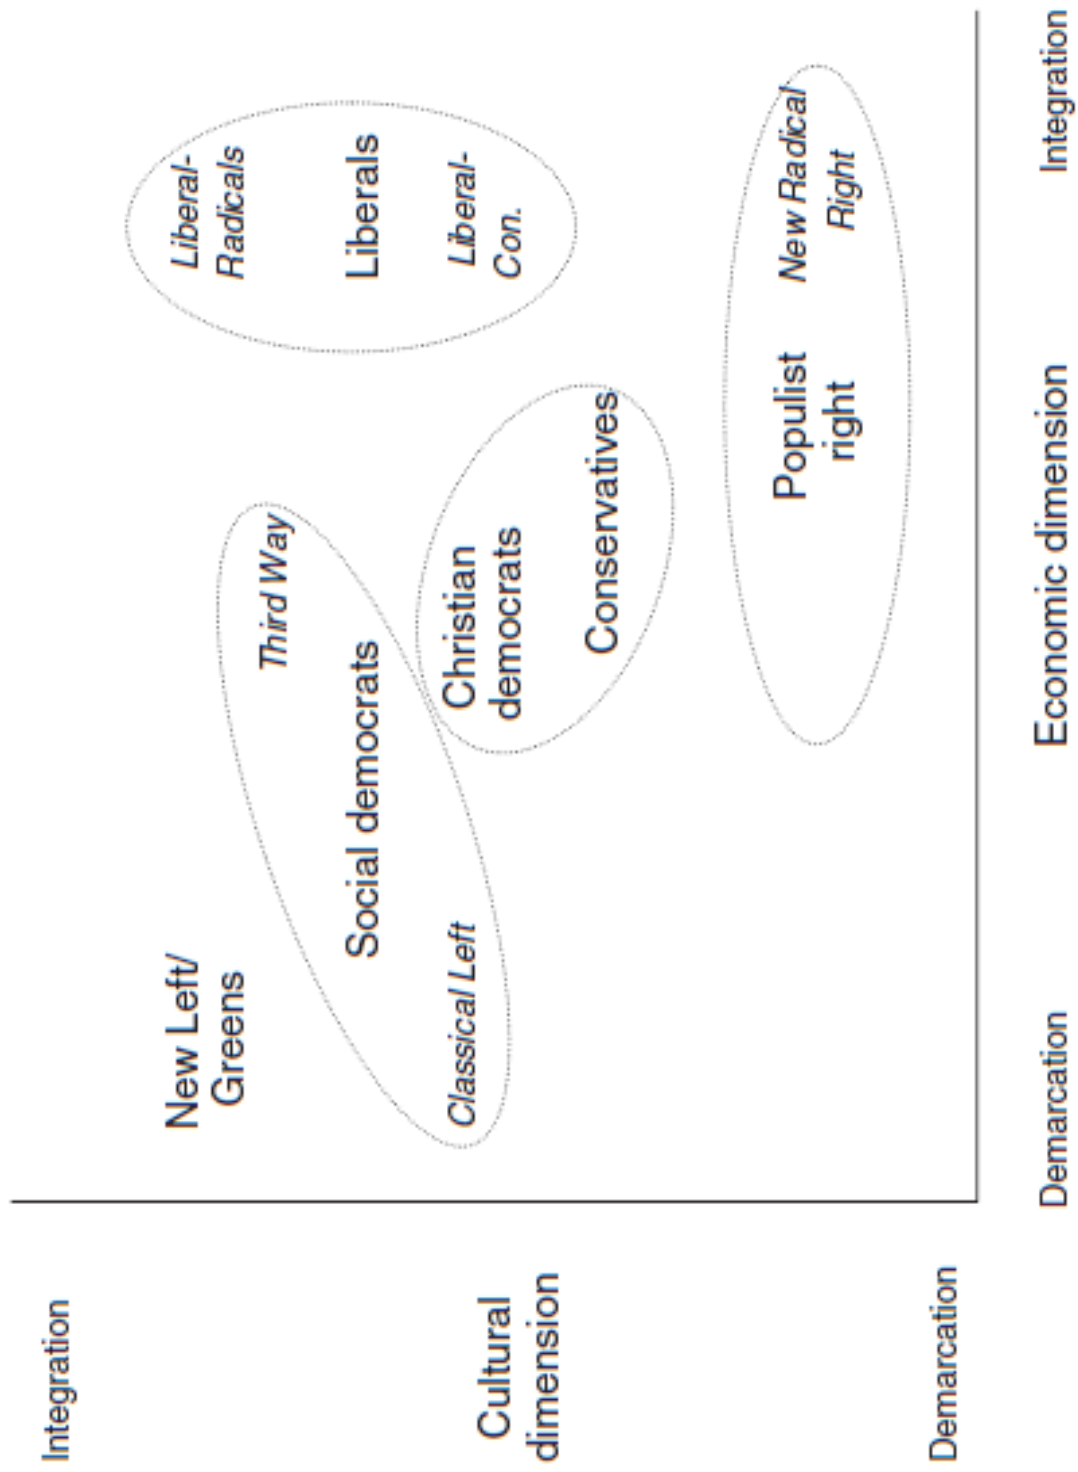 Integration
New Left/
Greens
Liberal-
Radicals
Third Way
Social democrats
Liberals
Cultural
dimension
Classical Left
Christian
democrats
Liberal-
Con.
Conservatives
Populist
right
New Radical
Right
Demarcation
Demarcation
Economic dimension
Integration